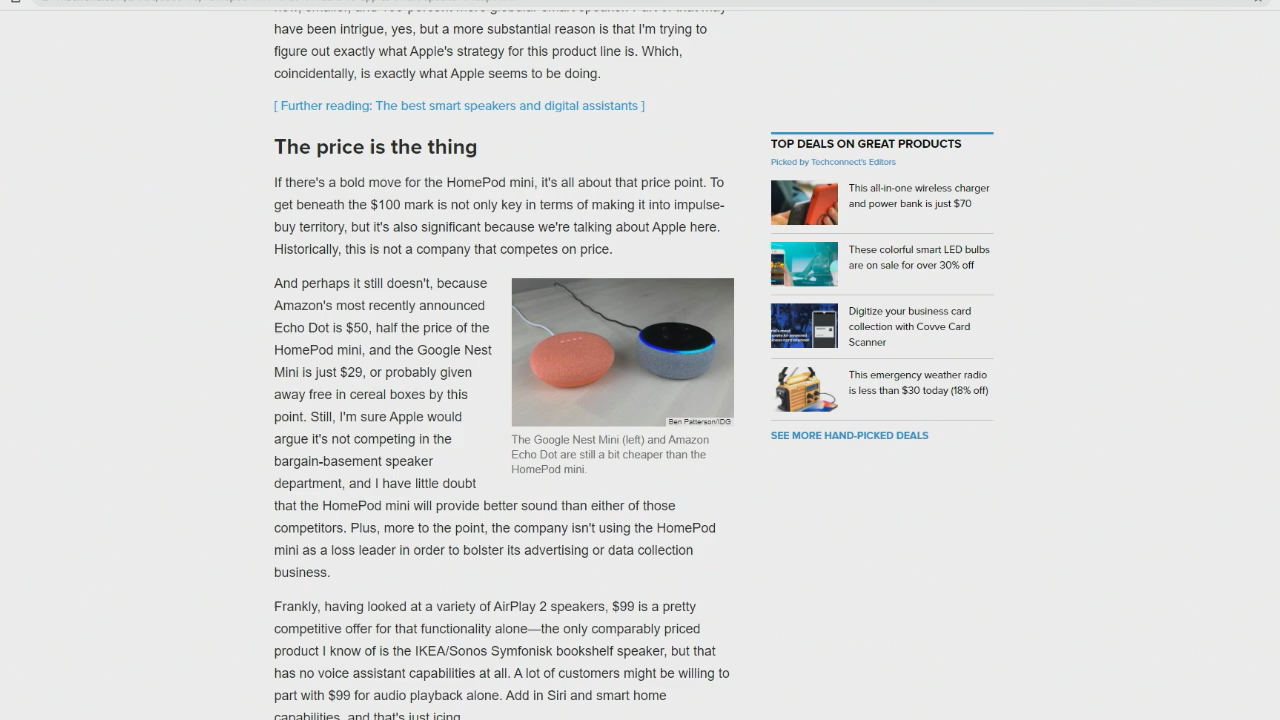 have been intrigue, yes, but a more substantial reason is that I'm trying to
figure out exactly what Apple's strategy for this product line is. Which,
coincidentally, is exactly what Apple seems to be doing.
[ Further reading: The best smart speakers and digital assistants ]
The price is the thing
If there's a bold move for the HomePod mini, it's all about that price point. To
get beneath the $100 mark is not only key in terms of making it into impulse-
buy territory, but it's also significant because we're talking about Apple here.
Historically, this is not a company that competes on price.
And perhaps it still doesn't, because
Amazon's most recently announced
Echo Dot is $50, half the price of the
HomePod mini, and the Google Nest
Mini is just $29, or probably given
away free in cereal boxes by this
point. Still, I'm sure Apple would
argue it's not competing in the
bargain-basement speaker
department, and I have little doubt
that the HomePod mini will provide better sound than either of those
competitors. Plus, more to the point, the company isn't using the HomePod
mini as a loss leader in order to bolster its advertising or data collection
business.
Ben Patterson/IDG
The Google Nest Mini (left) and Amazon
Echo Dot are still a bit cheaper than the
HomePod mini.
Frankly, having looked at a variety of AirPlay 2 speakers, $99 is a pretty
competitive offer for that functionality alone—the only comparably priced
product I know of is the IKEA/Sonos Symfonisk bookshelf speaker, but that
has no voice assistant capabilities at all. A lot of customers might be willing to
part with $99 for audio playback alone. Add in Siri and smart home
capabilities, and that's just icing
TOP DEALS ON GREAT PRODUCTS
Picked by Techconnect's Editors
This all-in-one wireless charger
and power bank is just $70
These colorful smart LED bulbs
are on sale for over 30% off
Digitize your business card
collection with Covve Card
Scanner
This emergency weather radio
is less than $30 today (18% off)
SEE MORE HAND-PICKED DEALS